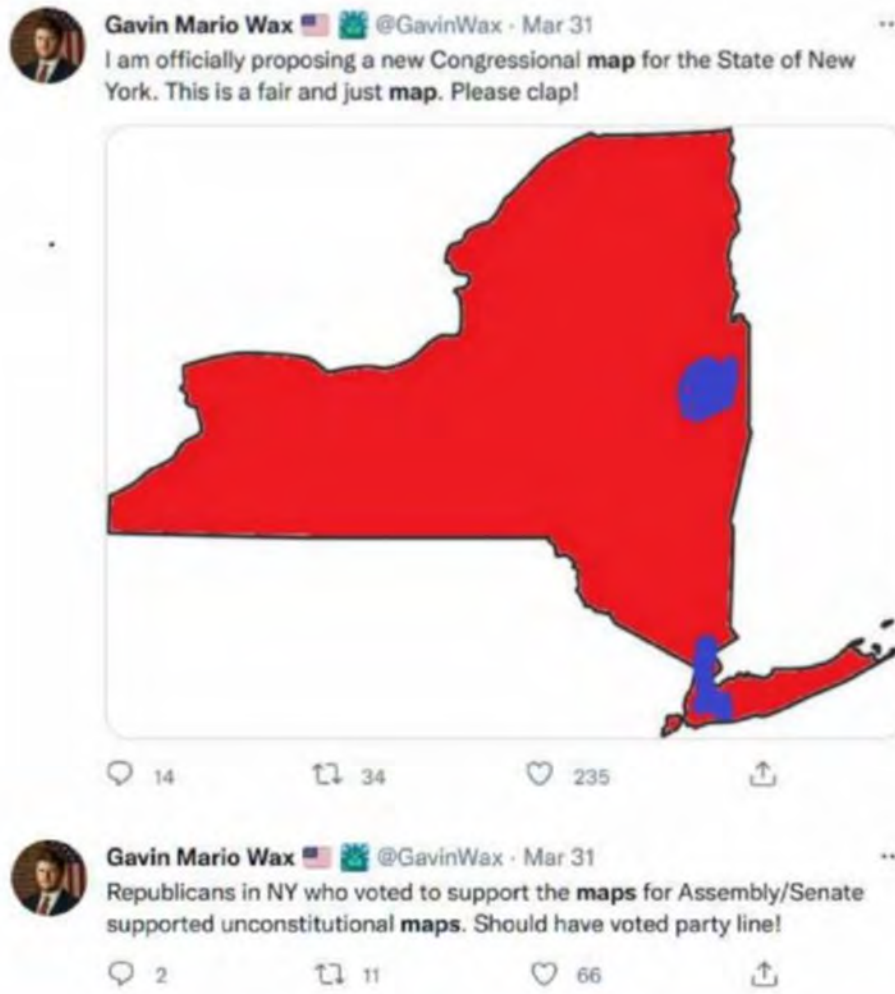 Gavin Mario Wax @GavinWax · Mar 31
I am officially proposing a new Congressional map for the State of New
York. This is a fair and just map. Please clap!
14 34 235
Gavin Mario Wax @GavinWax · Mar 31
Republicans in NY who voted to support the maps for Assembly/Senate
supported unconstitutional maps. Should have voted party line!
2 11 66